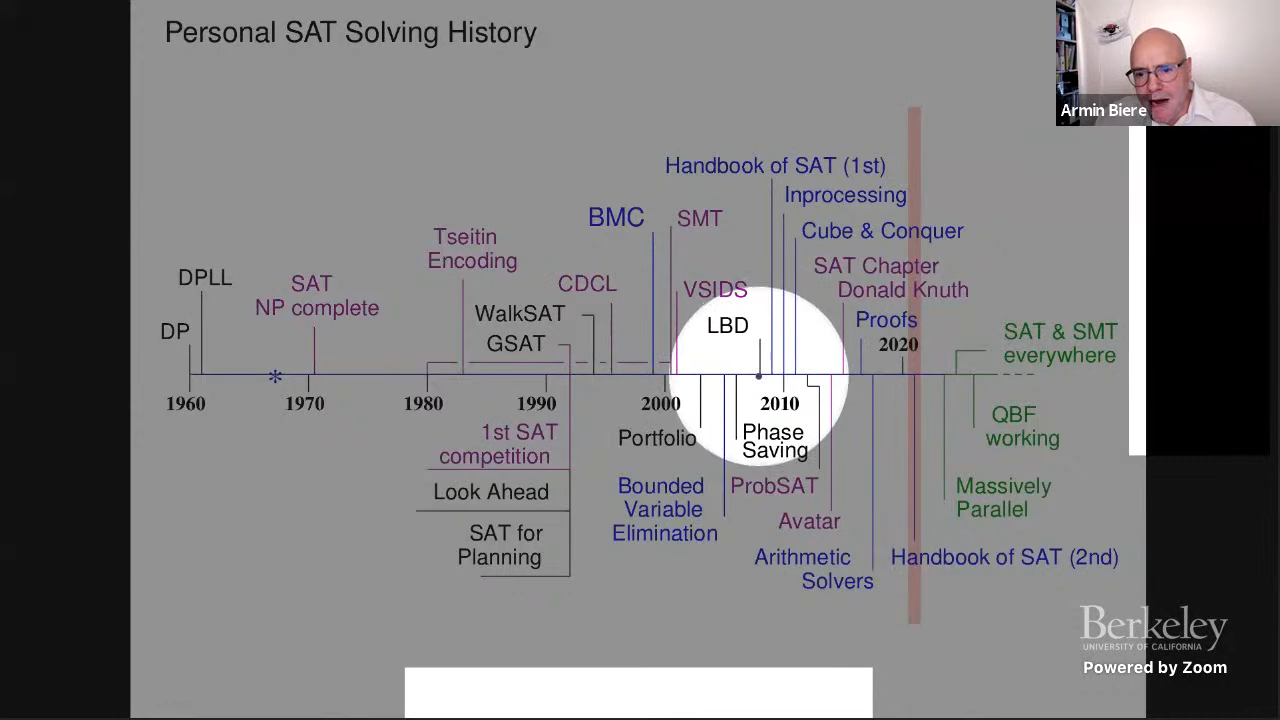 Personal SAT Solving History
Armin Biere
Handbook of SAT (1st)
Inprocessing
BMC
SMT
Cube & Conquer
Tseitin
Encoding
SAT Chapter
Donald Knuth
DPLL
SAT
NP complete
CDCL
VSIDS
WalkSAT
LBD
Proofs
DP
GSAT
2020
SAT & SMT
everywhere
*
1960
1970
1980
1990
2000
2010
QBF
working
1st SAT
competition
Portfolio
Phase
Saving
Look Ahead
Bounded
Variable
Elimination
ProbSAT
Massively
Parallel
SAT for
Planning
Avatar
Arithmetic
Solvers
Handbook of SAT (2nd)
Berkeley
UNIVERSITY OF CALIFORNIA
Powered by Zoom